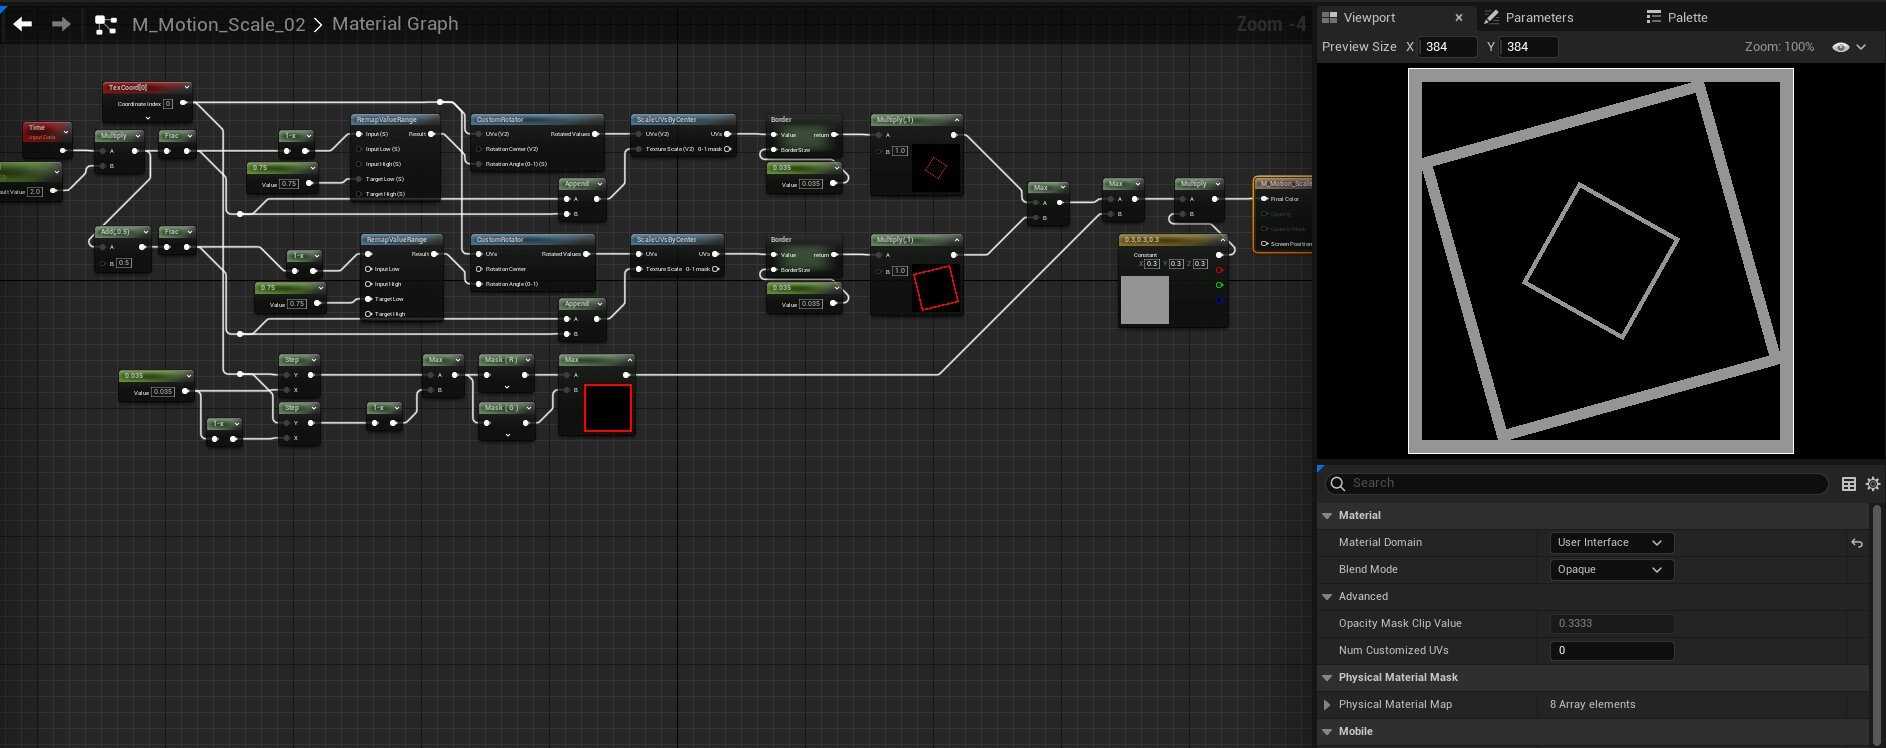 M_Motion_Scale_02 > Material Graph
Zoom -4
TexCoord[0]
Coordinate Index 0
Time
Input Data
ault Value 2.0
Multiply
A
B
Frac
Add(,0.5)
A
B 0.5
Frac
1-x
0.75
Value 0.75
RemapValueRange
Input (S) Result
Input Low (S)
Input High (S)
Target Low (S)
Target High (S)
CustomRotator
UVs (V2) Rotated Values
Rotation Center (V2)
Rotation Angle (0-1) (S)
Append
A
B
ScaleUVsByCenter
UVs (V2) UVs
Texture Scale (V2) 0-1 mask
Border
Value return
BorderSize
0.035
Value 0.035
Multiply(,1)
A
B 1.0
1-x
0.75
Value 0.75
RemapValueRange
Input Result
Input Low
Input High
Target Low
Target High
CustomRotator
UVs Rotated Values
Rotation Center
Rotation Angle (0-1)
Append
A
B
ScaleUVsByCenter
UVs UVs
Texture Scale 0-1 mask
Border
Value return
BorderSize
0.035
Value 0.035
Multiply(,1)
A
B 1.0
Max
A
B
Max
A
B
Multiply
A
B
0.3,0.3,0.3
Constant
X 0.3 Y 0.3 Z 0.3
M_Motion_Scale
Final Color
Opacity
Opacity Mask
Screen Position
0.035
Value 0.035
1-x
Step
Y
X
Step
Y
X
1-x
Max
A
B
Mask ( R )
Mask ( G )
Max
A
B
Viewport
Parameters
Palette
Preview Size X 384 Y 384
Zoom: 100%
Search
Material
Material Domain User Interface
Blend Mode Opaque
Advanced
Opacity Mask Clip Value 0.3333
Num Customized UVs 0
Physical Material Mask
Physical Material Map 8 Array elements
Mobile